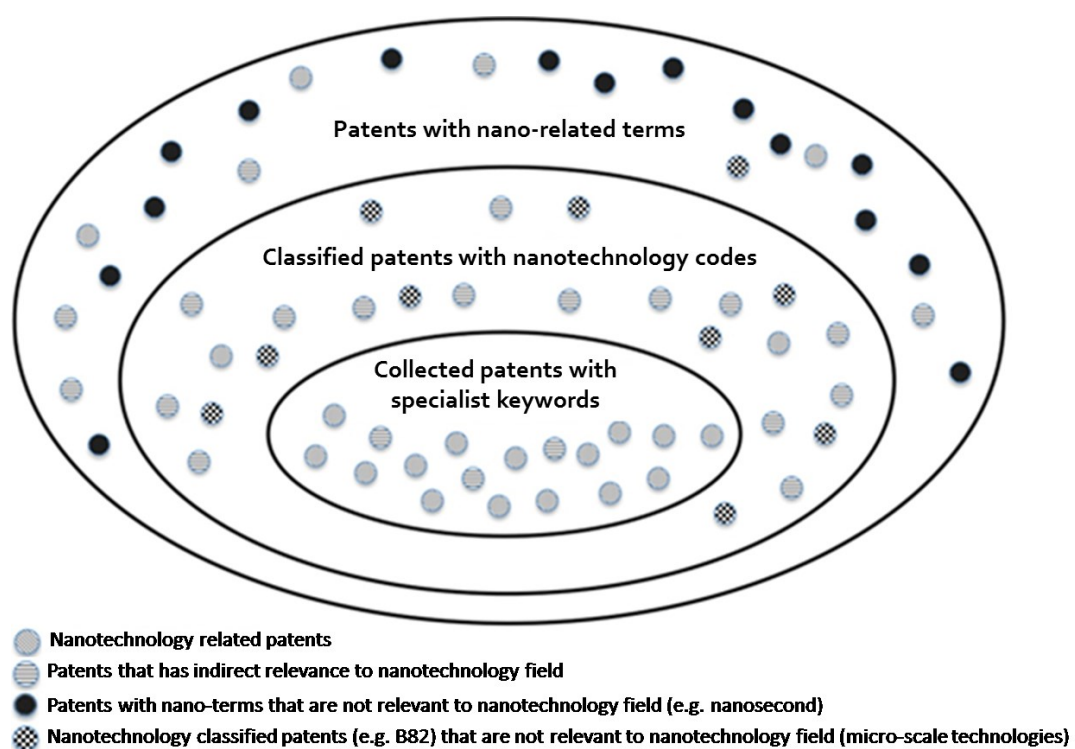 Patents with nano-related terms
Classified patents with nanotechnology codes
Collected patents with
specialist keywords
Nanotechnology related patents
Patents that has indirect relevance to nanotechnology field
Patents with nano-terms that are not relevant to nanotechnology field (e.g. nanosecond)
Nanotechnology classified patents (e.g. B82) that are not relevant to nanotechnology field (micro-scale technologies)